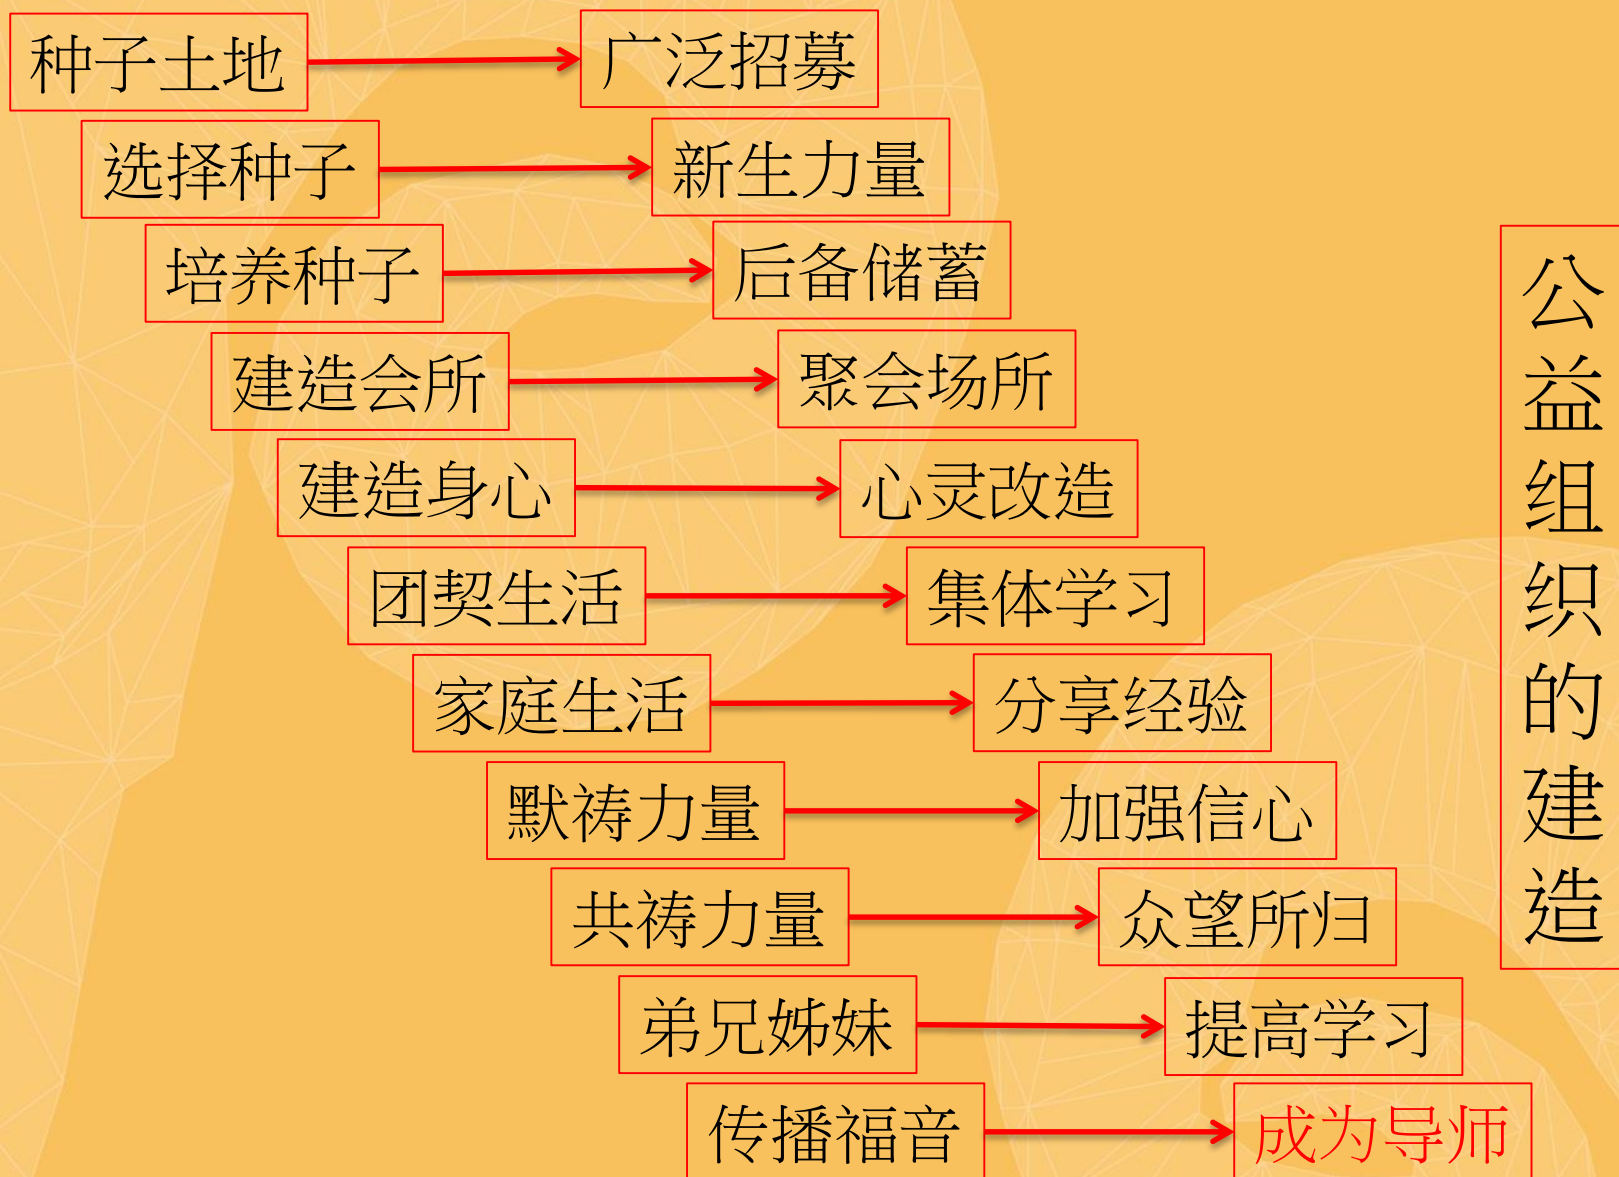 种子土地 广泛招募
选择种子 新生力量
培养种子 后备储蓄
建造会所 聚会场所
建造身心 心灵改造
团契生活 集体学习
家庭生活 分享经验
默祷力量 加强信心
共祷力量 众望所归
弟兄姊妹 提高学习
传播福音 成为导师
公益组织的建造